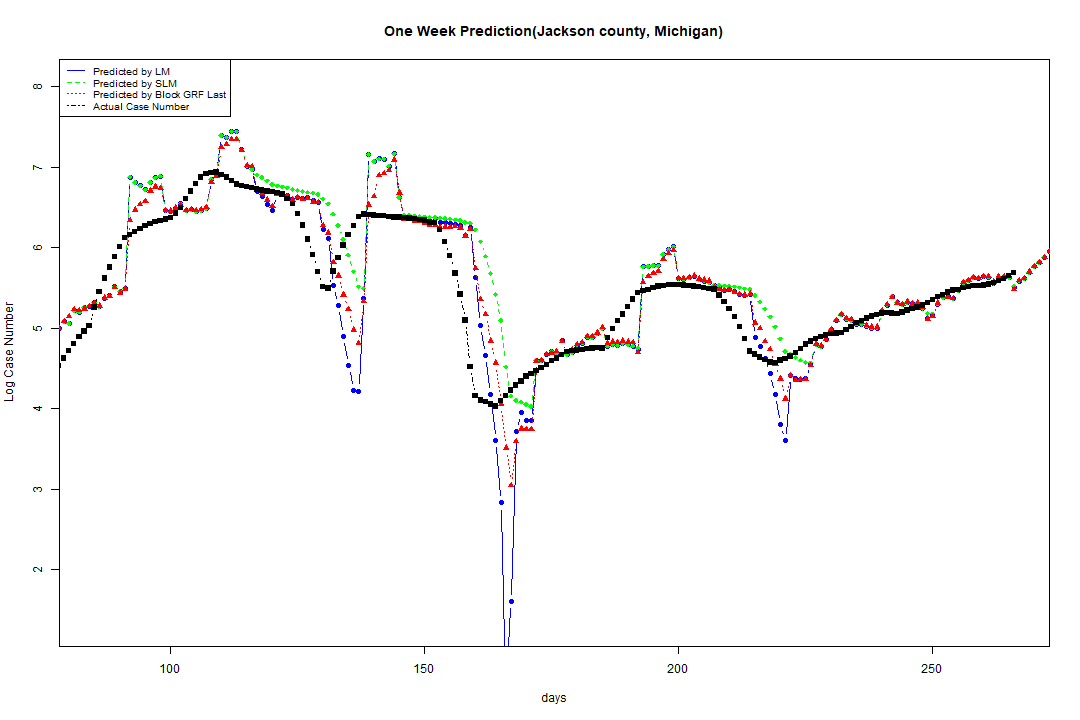 One Week Prediction(Jackson county, Michigan)
Predicted by LM
Predicted by SLM
Predicted by Block GRF Last
Actual Case Number
8
7
6
5
4
3
2
Log Case Number
100 150 200 250
days